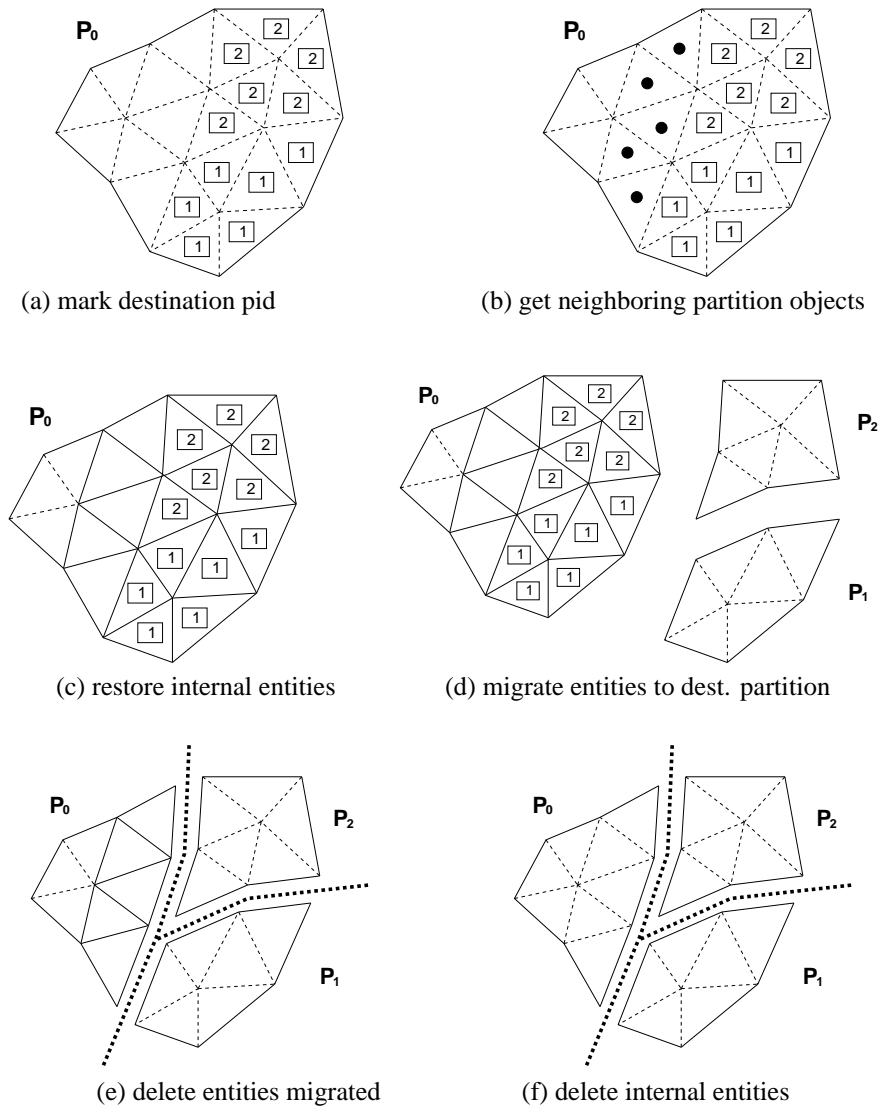 P0
P0
2
2
2
2
2
2
2
2
2
2
2
2
1
1
1
1
1
1
1
1
1
1
1
1
(a) mark destination pid
(b) get neighboring partition objects
P0
P0
P2
2
2
2
2
2
2
2
2
2
2
2
2
1
1
1
1
1
1
1
1
1
1
1
1
P1
(c) restore internal entities
(d) migrate entities to dest. partition
P0
P2
P0
P2
P1
P1
(e) delete entities migrated
(f) delete internal entities